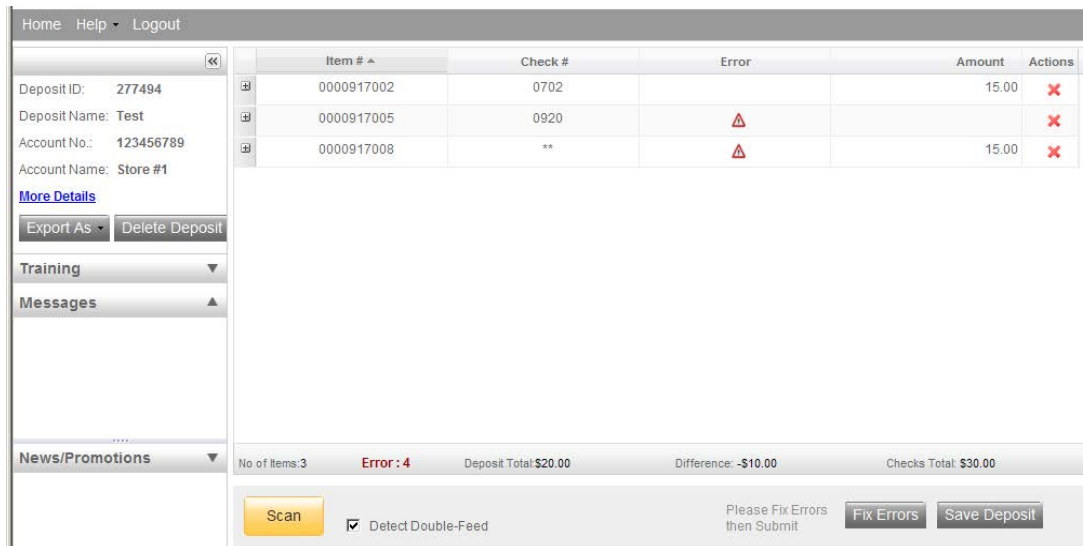 Home Help Logout
Deposit ID: 277494
Deposit Name: Test
Account No.: 123456789
Account Name: Store #1
More Details
Export As Delete Deposit
Training
Messages
News/Promotions
Item # Check # Error Amount Actions
0000917002 0702 15.00
0000917005 0920
0000917008 ** 15.00
No of Items:3 Error : 4 Deposit Total:$20.00 Difference: -$10.00 Checks Total: $30.00
Scan Detect Double-Feed
Please Fix Errors
then Submit
Fix Errors Save Deposit